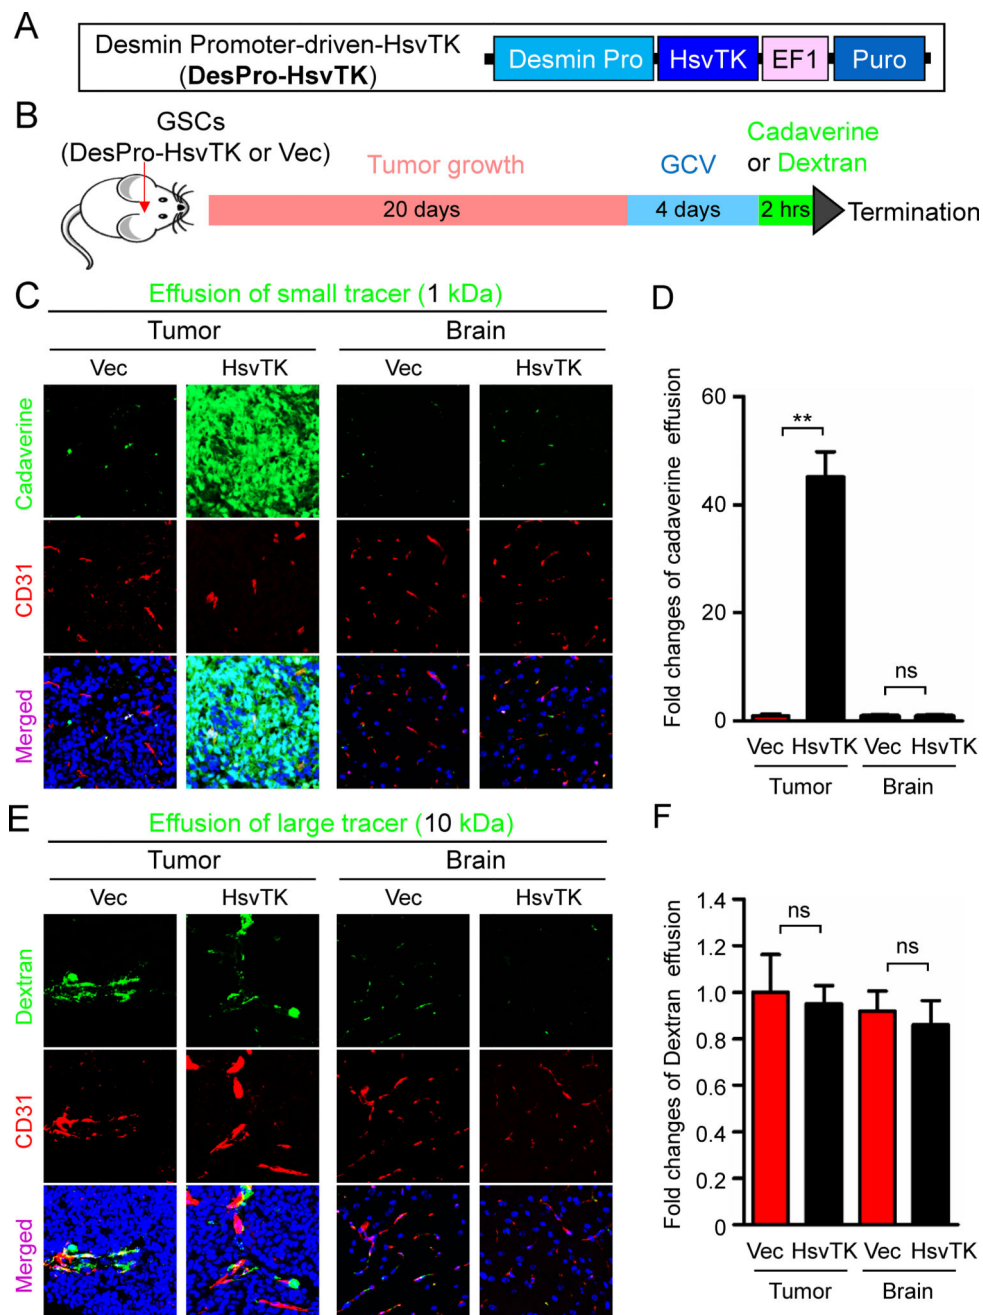 A
Desmin Promoter-driven-HsvTK
(DesPro-HsvTK)
Desmin Pro HsvTK EF1 Puro
B
GSCs
(DesPro-HsvTK or Vec)
Tumor growth
GCV
Cadaverine
or Dextran
20 days
4 days
2 hrs
Termination
C
Effusion of small tracer (1 kDa)
Tumor Brain
Vec HsvTK Vec HsvTK
Cadaverine
CD31
Merged
D
Fold changes of cadaverine effusion
60
40
20
0
**
ns
Vec HsvTK Vec HsvTK
Tumor Brain
E
Effusion of large tracer (10 kDa)
Tumor Brain
Vec HsvTK Vec HsvTK
Dextran
CD31
Merged
F
Fold changes of Dextran effusion
1.4
1.2
1.0
0.8
0.6
0.4
0.2
0
ns
ns
Vec HsvTK Vec HsvTK
Tumor Brain